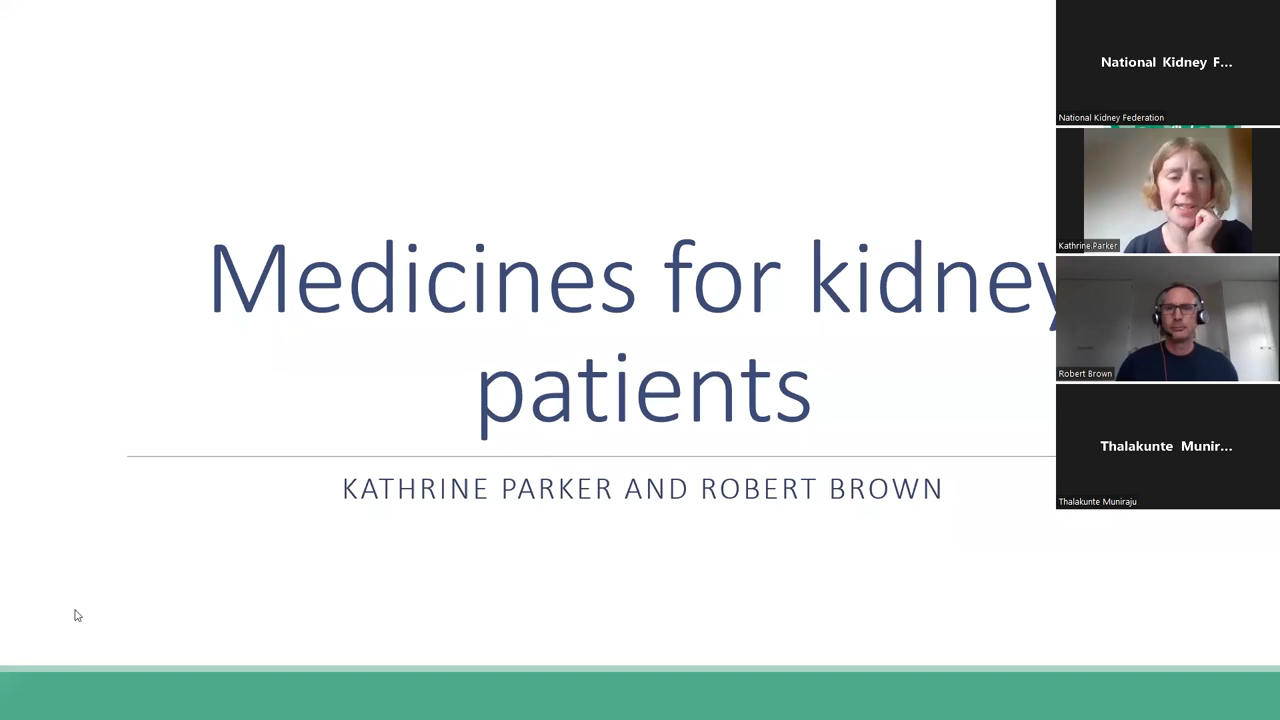 Medicines for kidney
patients
KATHRINE PARKER AND ROBERT BROWN
National Kidney F...
National Kidney Federation
Kathrine Parker
Robert Brown
Thalakunte Munir...
Thalakunte Muniraju